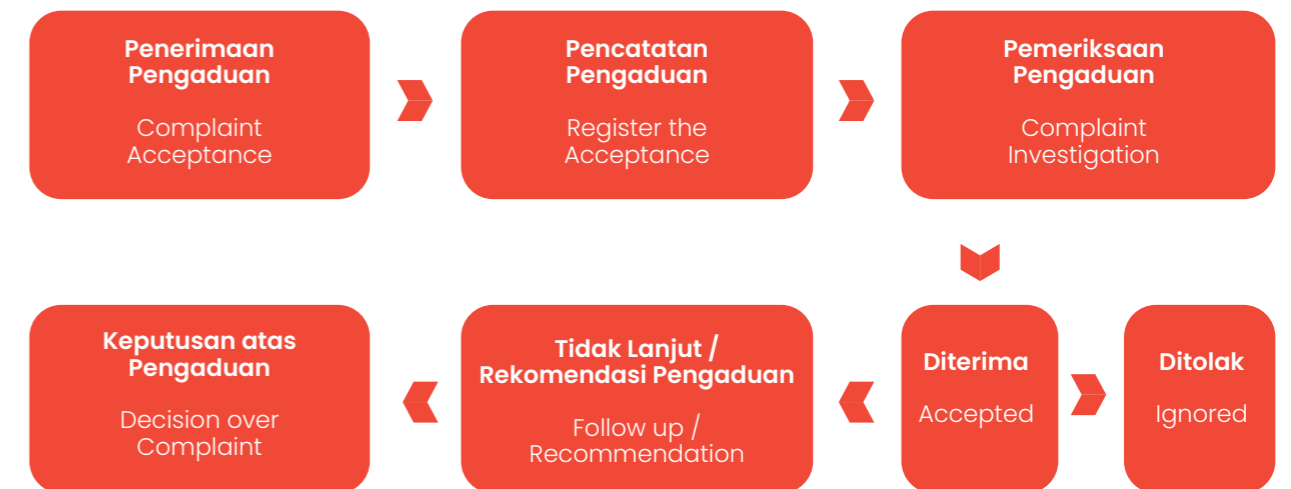 Penerimaan
Pengaduan
Complaint
Acceptance
Pencatatan
Pengaduan
Register the
Acceptance
Pemeriksaan
Pengaduan
Complaint
Investigation
Keputusan atas
Pengaduan
Decision over
Complaint
Tidak Lanjut /
Rekomendasi Pengaduan
Follow up /
Recommendation
Diterima
Accepted
Ditolak
Ignored